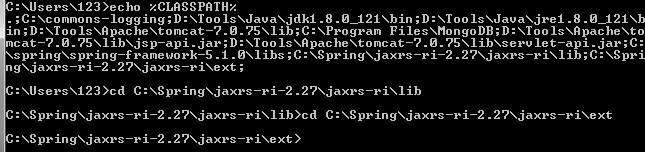 C:\Users\123>echo %CLASSPATH%
.;C:\commons-logging;D:\Tools\Java\jdk1.8.0_121\bin;D:\Tools\Java\jre1.8.0_121\b
in;D:\Tools\Apache\tomcat-7.0.75\lib;C:\Program Files\MongoDB;D:\Tools\Apache\to
mcat-7.0.75\lib\jsp-api.jar;D:\Tools\Apache\tomcat-7.0.75\lib\servlet-api.jar;C:
\spring\spring-framework-5.1.0\libs;C:\Spring\jaxrs-ri-2.27\jaxrs-ri\lib;C:\Spri
ng\jaxrs-ri-2.27\jaxrs-ri\ext;
C:\Users\123>cd C:\Spring\jaxrs-ri-2.27\jaxrs-ri\lib
C:\Spring\jaxrs-ri-2.27\jaxrs-ri\lib>cd C:\Spring\jaxrs-ri-2.27\jaxrs-ri\ext
C:\Spring\jaxrs-ri-2.27\jaxrs-ri\ext>